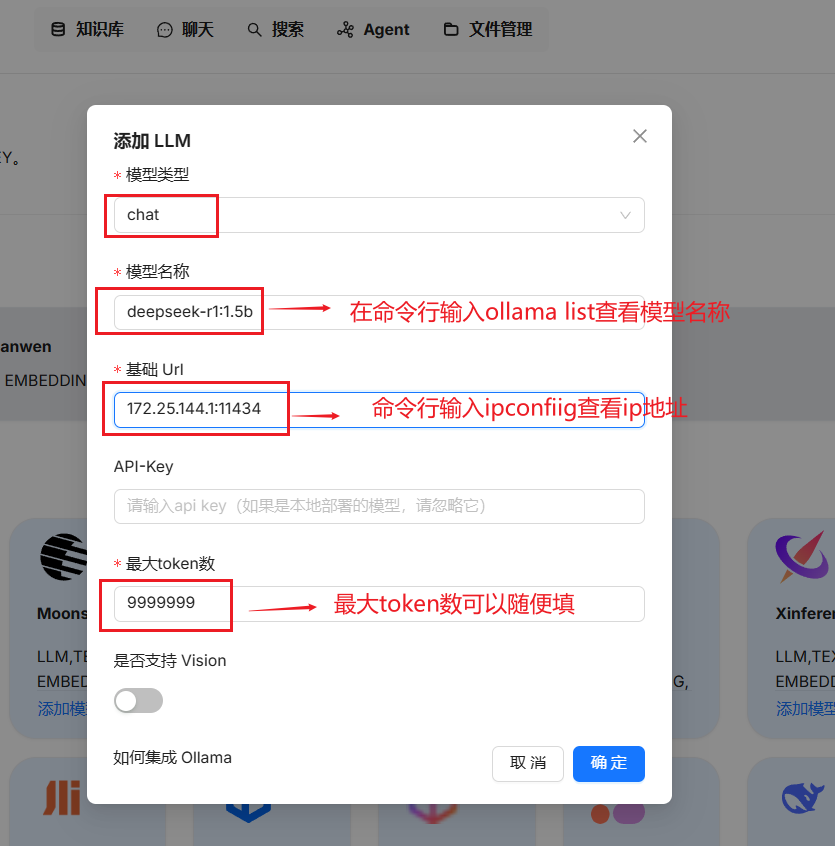 知识库 聊天 搜索 Agent 文件管理
EY。
添加 LLM
* 模型类型
chat
* 模型名称
deepseek-r1:1.5b 在命令行输入ollama list查看模型名称
anwen
EMBEDDIN
* 基础 Url
172.25.144.1:11434 命令行输入ipconfiig查看ip地址
API-Key
请输入api key（如果是本地部署的模型，请忽略它）
* 最大token数
9999999 最大token数可以随便填
Moons
Xinferen
LLM,TE
LLM,TEX
EMBED
G,
EMBEDD
添加模
添加模型
是否支持 Vision
如何集成 Ollama
取 消 确 定